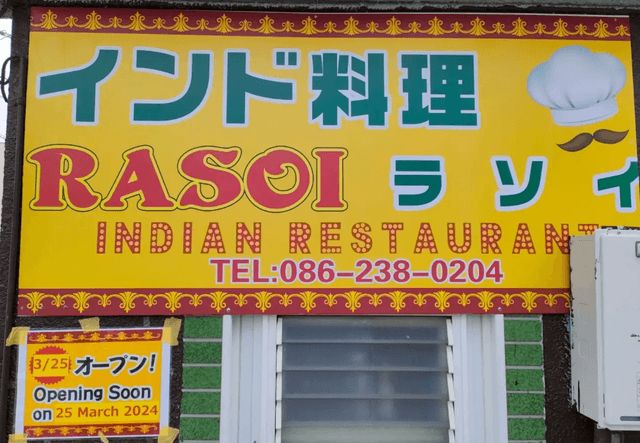 インド料理
RASOI ラソイ
INDIAN RESTAURANT
TEL:086-238-0204
3/25 オープン!
Opening Soon
on 25 March 2024